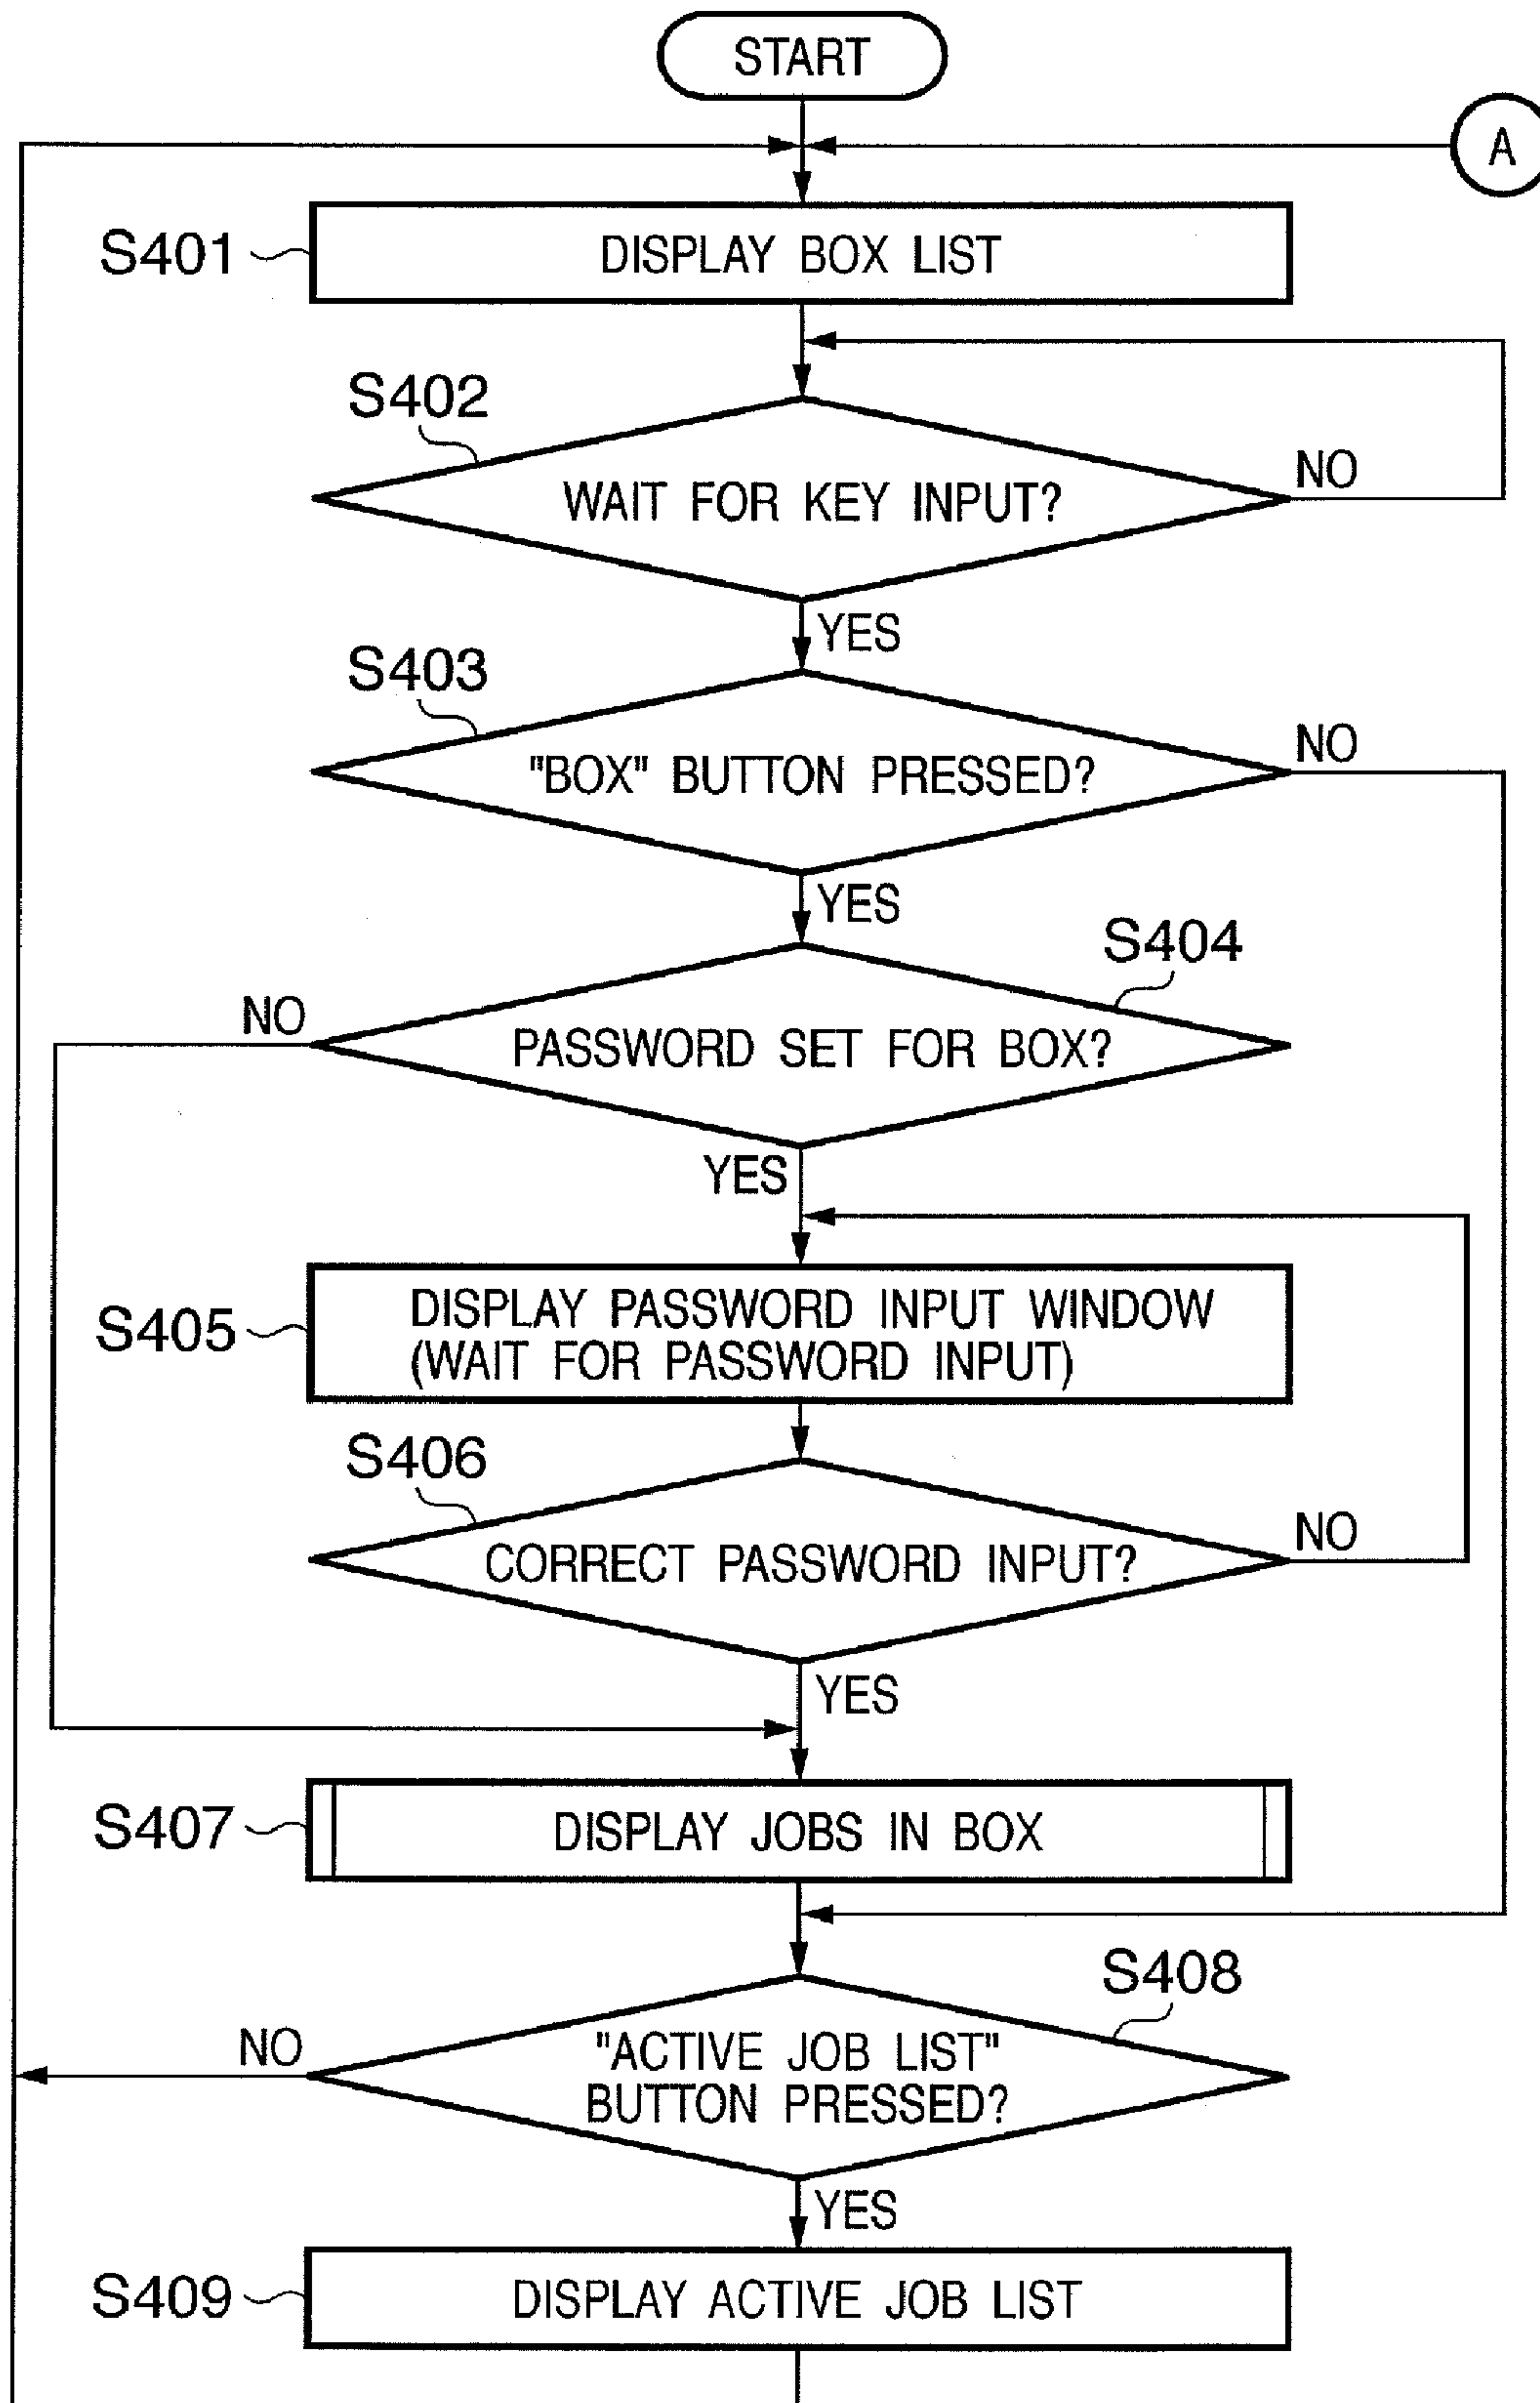 START
A
S401
DISPLAY BOX LIST
S402
WAIT FOR KEY INPUT?
NO
YES
S403
"BOX" BUTTON PRESSED?
NO
YES
S404
NO
PASSWORD SET FOR BOX?
YES
S405
DISPLAY PASSWORD INPUT WINDOW
(WAIT FOR PASSWORD INPUT)
S406
CORRECT PASSWORD INPUT?
NO
YES
S407
DISPLAY JOBS IN BOX
S408
NO
"ACTIVE JOB LIST"
BUTTON PRESSED?
YES
S409
DISPLAY ACTIVE JOB LIST